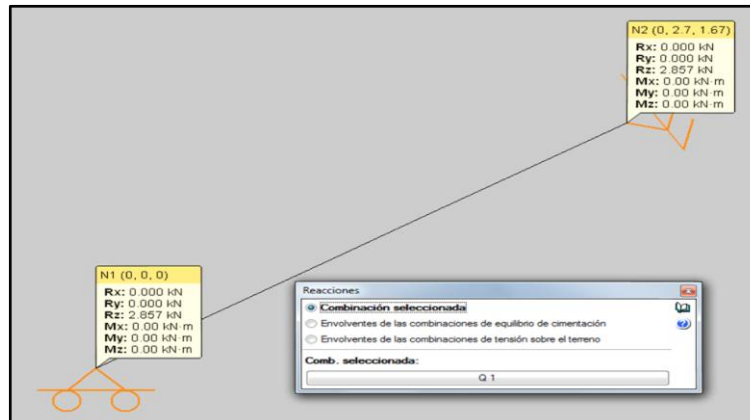 N2 (0, 2.7, 1.67)
Rx: 0.000 kN
Ry: 0.000 kN
Rz: 2.857 kN
Mx: 0.00 kN·m
My: 0.00 kN·m
Mz: 0.00 kN·m
N1 (0, 0, 0)
Rx: 0.000 kN
Ry: 0.000 kN
Rz: 2.857 kN
Mx: 0.00 kN·m
My: 0.00 kN·m
Mz: 0.00 kN·m
Reacciones
Combinación seleccionada
Envolventes de las combinaciones de equilibrio de cimentación
Envolventes de las combinaciones de tensión sobre el terreno
Comb. seleccionada:
Q 1